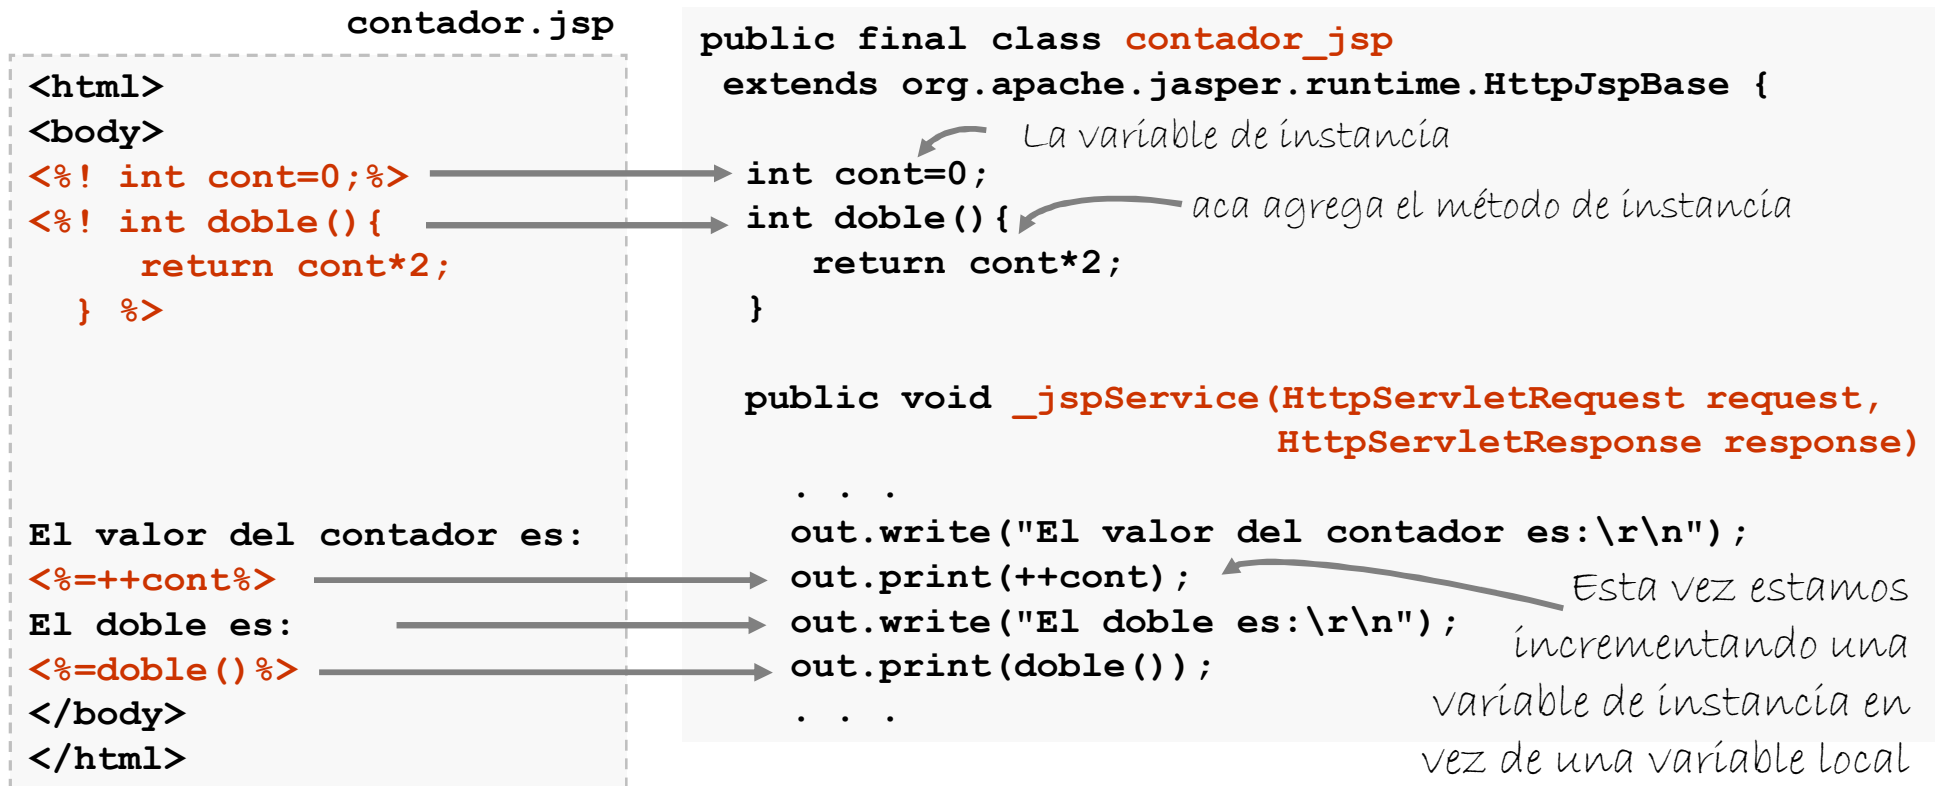 contador.jsp
<html>
<body>
<%! int cont=0;%>
<%! int doble(){
return cont*2;
} %>
El valor del contador es:
<%=++cont%>
El doble es:
<%=doble()%>
</body>
</html>
public final class contador_jsp
extends org.apache.jasper.runtime.HttpJspBase {
La variable de instancia
int cont=0;
int doble(){
aca agrega el método de instancia
return cont*2;
}
public void _jspService(HttpServletRequest request,
HttpServletResponse response)
. . .
out.write("El valor del contador es:\r\n");
out.print(++cont);
out.write("El doble es:\r\n");
out.print(doble());
. . .
Esta vez estamos
incrementando una
variable de instancia en
vez de una variable local